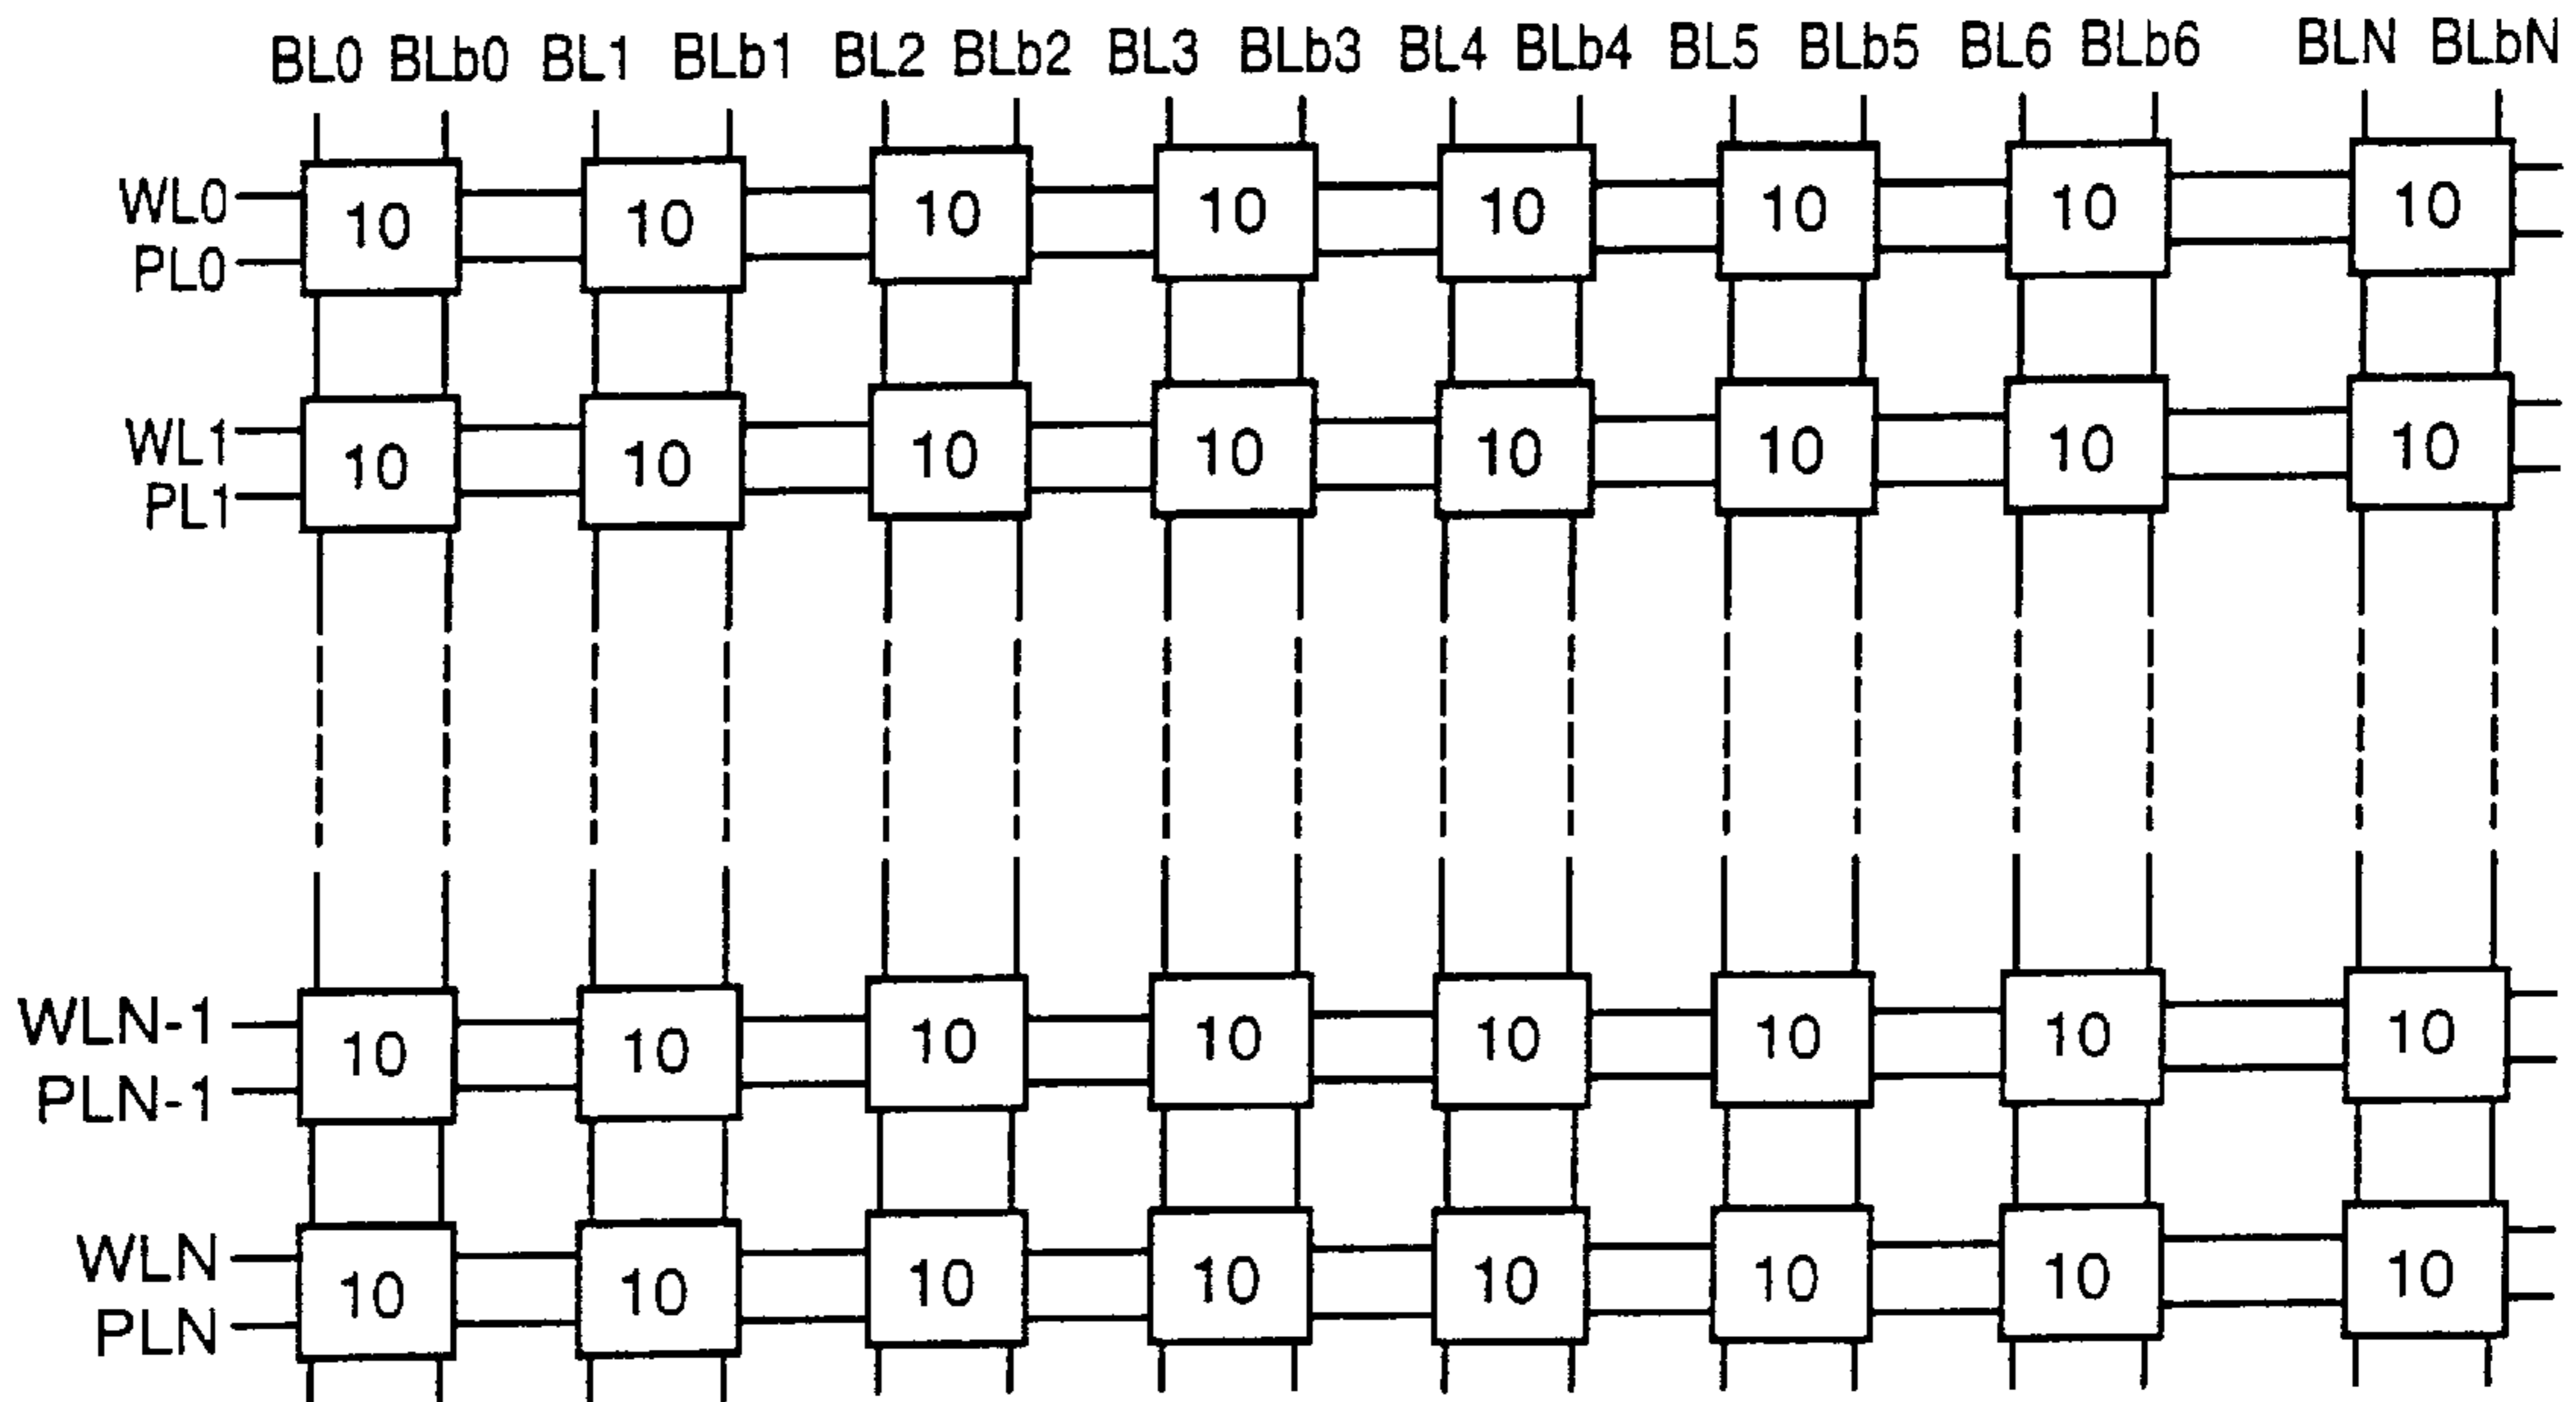 BL0 BLb0 BL1 BLb1 BL2 BLb2 BL3 BLb3 BL4 BLb4 BL5 BLb5 BL6 BLb6 BLN BLbN
WL0 10 10 10 10 10 10 10 10
PL0
WL1 10 10 10 10 10 10 10 10
PL1
WLN-1 10 10 10 10 10 10 10 10
PLN-1
WLN 10 10 10 10 10 10 10 10
PLN